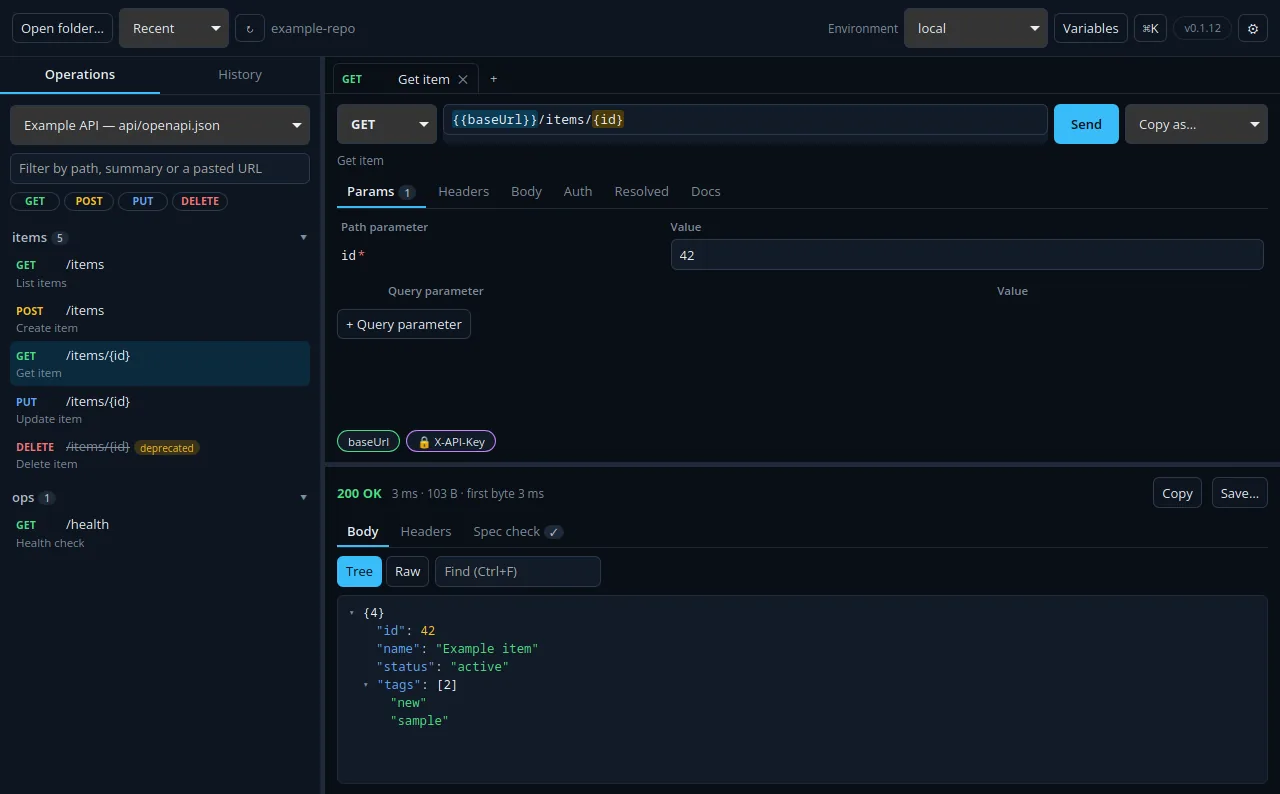 Open folder... Recent ↻ example-repo Environment local Variables ⌘K v0.1.12 ⚙
Operations History
Example API — api/openapi.json
Filter by path, summary or a pasted URL
GET POST PUT DELETE
items 5
GET /items
List items
POST /items
Create item
GET /items/{id}
Get item
PUT /items/{id}
Update item
DELETE /items/{id} deprecated
Delete item
ops 1
GET /health
Health check
GET Get item × +
GET {{baseUrl}}/items/{id} Send Copy as...
Get item
Params 1 Headers Body Auth Resolved Docs
Path parameter Value
id* 42
Query parameter Value
+ Query parameter
baseUrl 🔒 X-API-Key
200 OK 3 ms · 103 B · first byte 3 ms Copy Save...
Body Headers Spec check ✓
Tree Raw Find (Ctrl+F)
▾ {4}
"id": 42
"name": "Example item"
"status": "active"
▾ "tags": [2]
"new"
"sample"